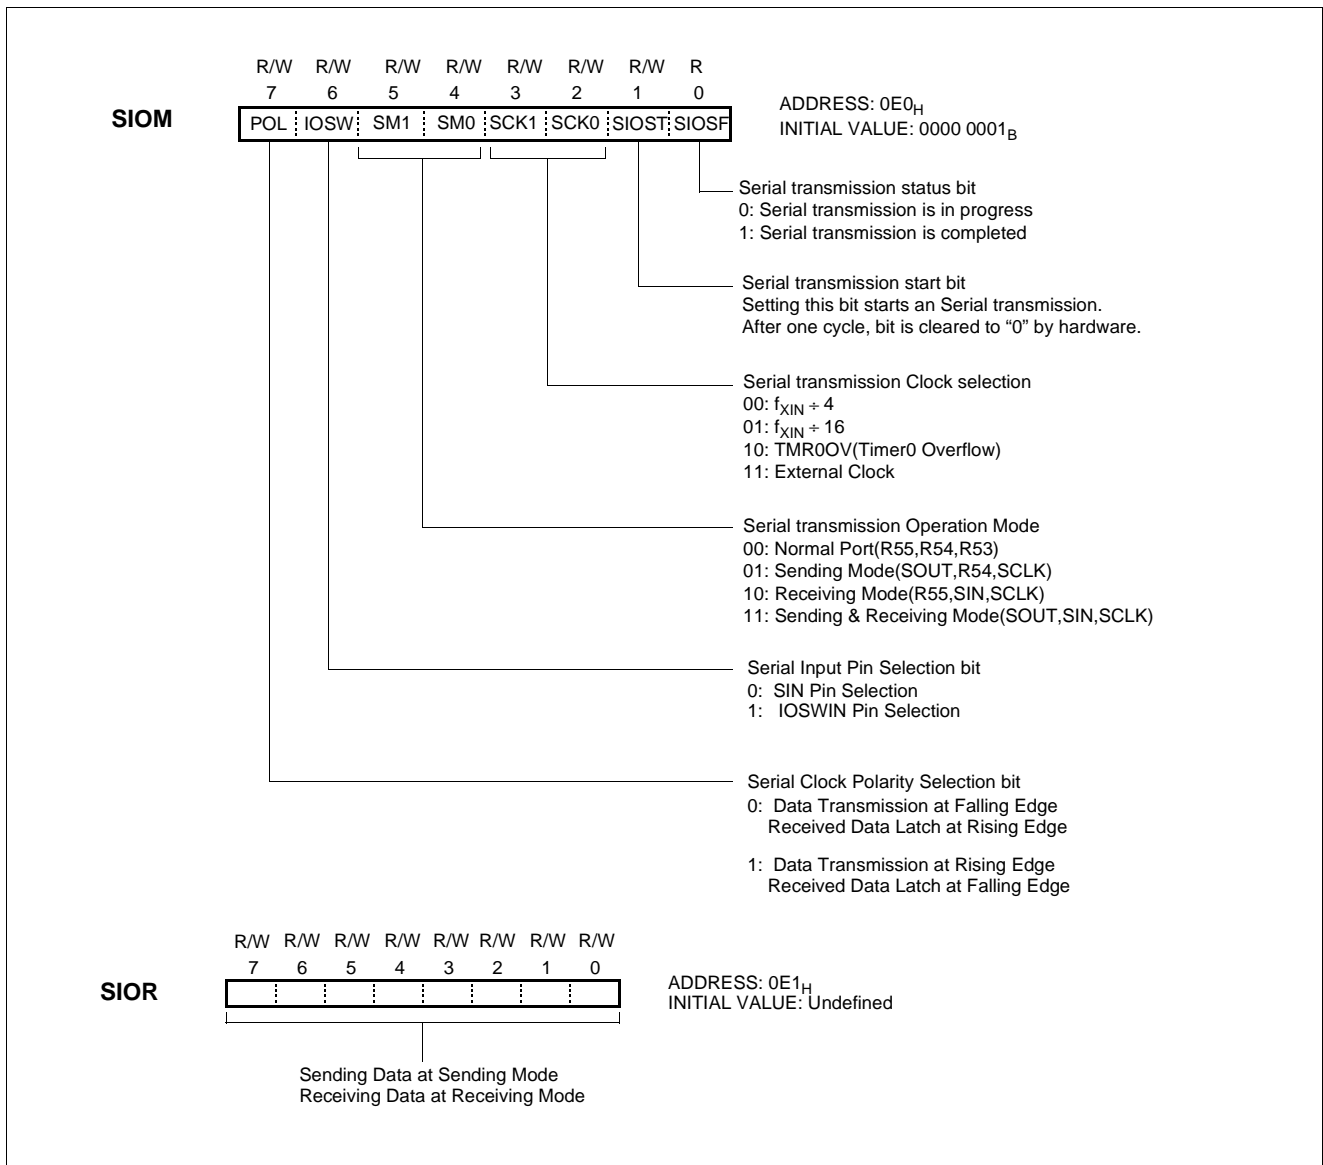 R/W R/W R/W R/W R/W R/W R/W R
7 6 5 4 3 2 1 0
SIOM
POL IOSW SM1 SM0 SCK1 SCK0 SIOST SIOSF
ADDRESS: 0E0H
INITIAL VALUE: 0000 0001B
Serial transmission status bit
0: Serial transmission is in progress
1: Serial transmission is completed
Serial transmission start bit
Setting this bit starts an Serial transmission.
After one cycle, bit is cleared to “0” by hardware.
Serial transmission Clock selection
00: fXIN ÷ 4
01: fXIN ÷ 16
10: TMR0OV(Timer0 Overflow)
11: External Clock
Serial transmission Operation Mode
00: Normal Port(R55,R54,R53)
01: Sending Mode(SOUT,R54,SCLK)
10: Receiving Mode(R55,SIN,SCLK)
11: Sending & Receiving Mode(SOUT,SIN,SCLK)
Serial Input Pin Selection bit
0: SIN Pin Selection
1: IOSWIN Pin Selection
Serial Clock Polarity Selection bit
0: Data Transmission at Falling Edge
Received Data Latch at Rising Edge
1: Data Transmission at Rising Edge
Received Data Latch at Falling Edge
R/W R/W R/W R/W R/W R/W R/W R/W
7 6 5 4 3 2 1 0
SIOR
ADDRESS: 0E1H
INITIAL VALUE: Undefined
Sending Data at Sending Mode
Receiving Data at Receiving Mode